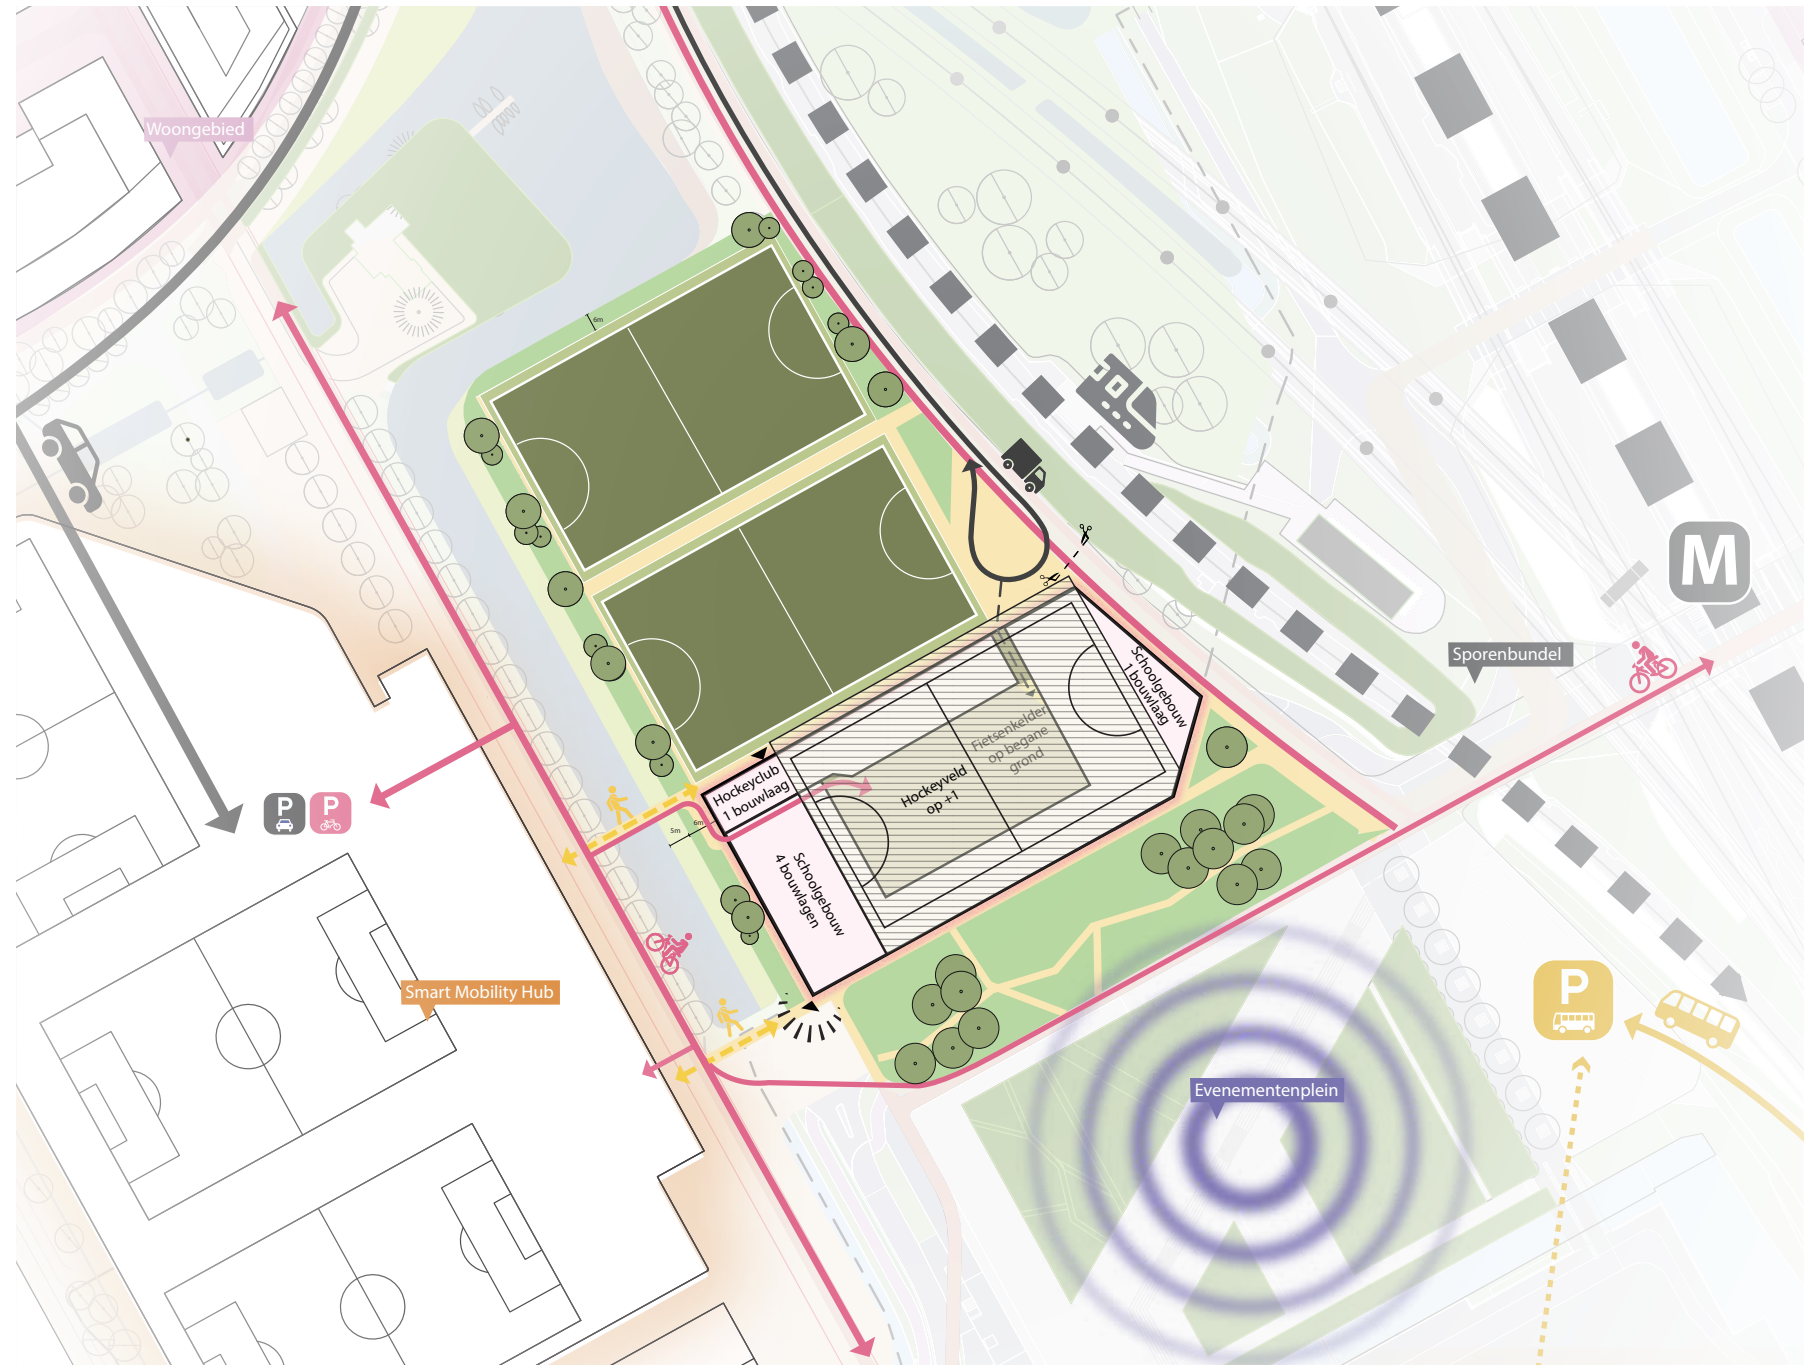 Woongebied
6m
M
Sporenbundel
Schoolgebouw
1 bouwlaag
Fietsenkelder
op begane
grond
Hockeyclub
1 bouwlaag
Hockeyveld
op +1
P
P
5m
6m
Schoolgebouw
4 bouwlagen
Smart Mobility Hub
P
Evenemententplein